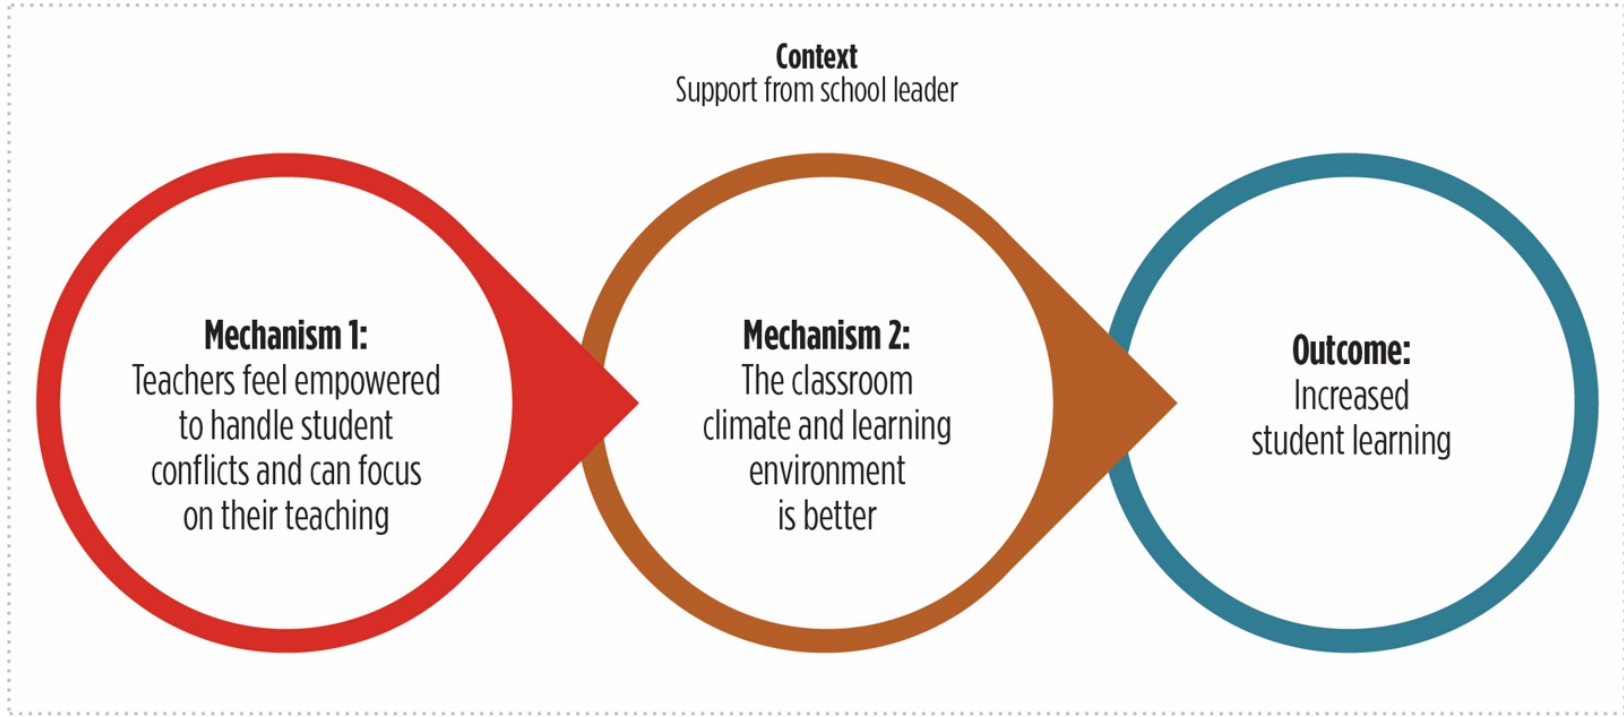 Context
Support from school leader
Mechanism 1:
Teachers feel empowered
to handle student
conflicts and can focus
on their teaching
Mechanism 2:
The classroom
climate and learning
environment
is better
Outcome:
Increased
student learning